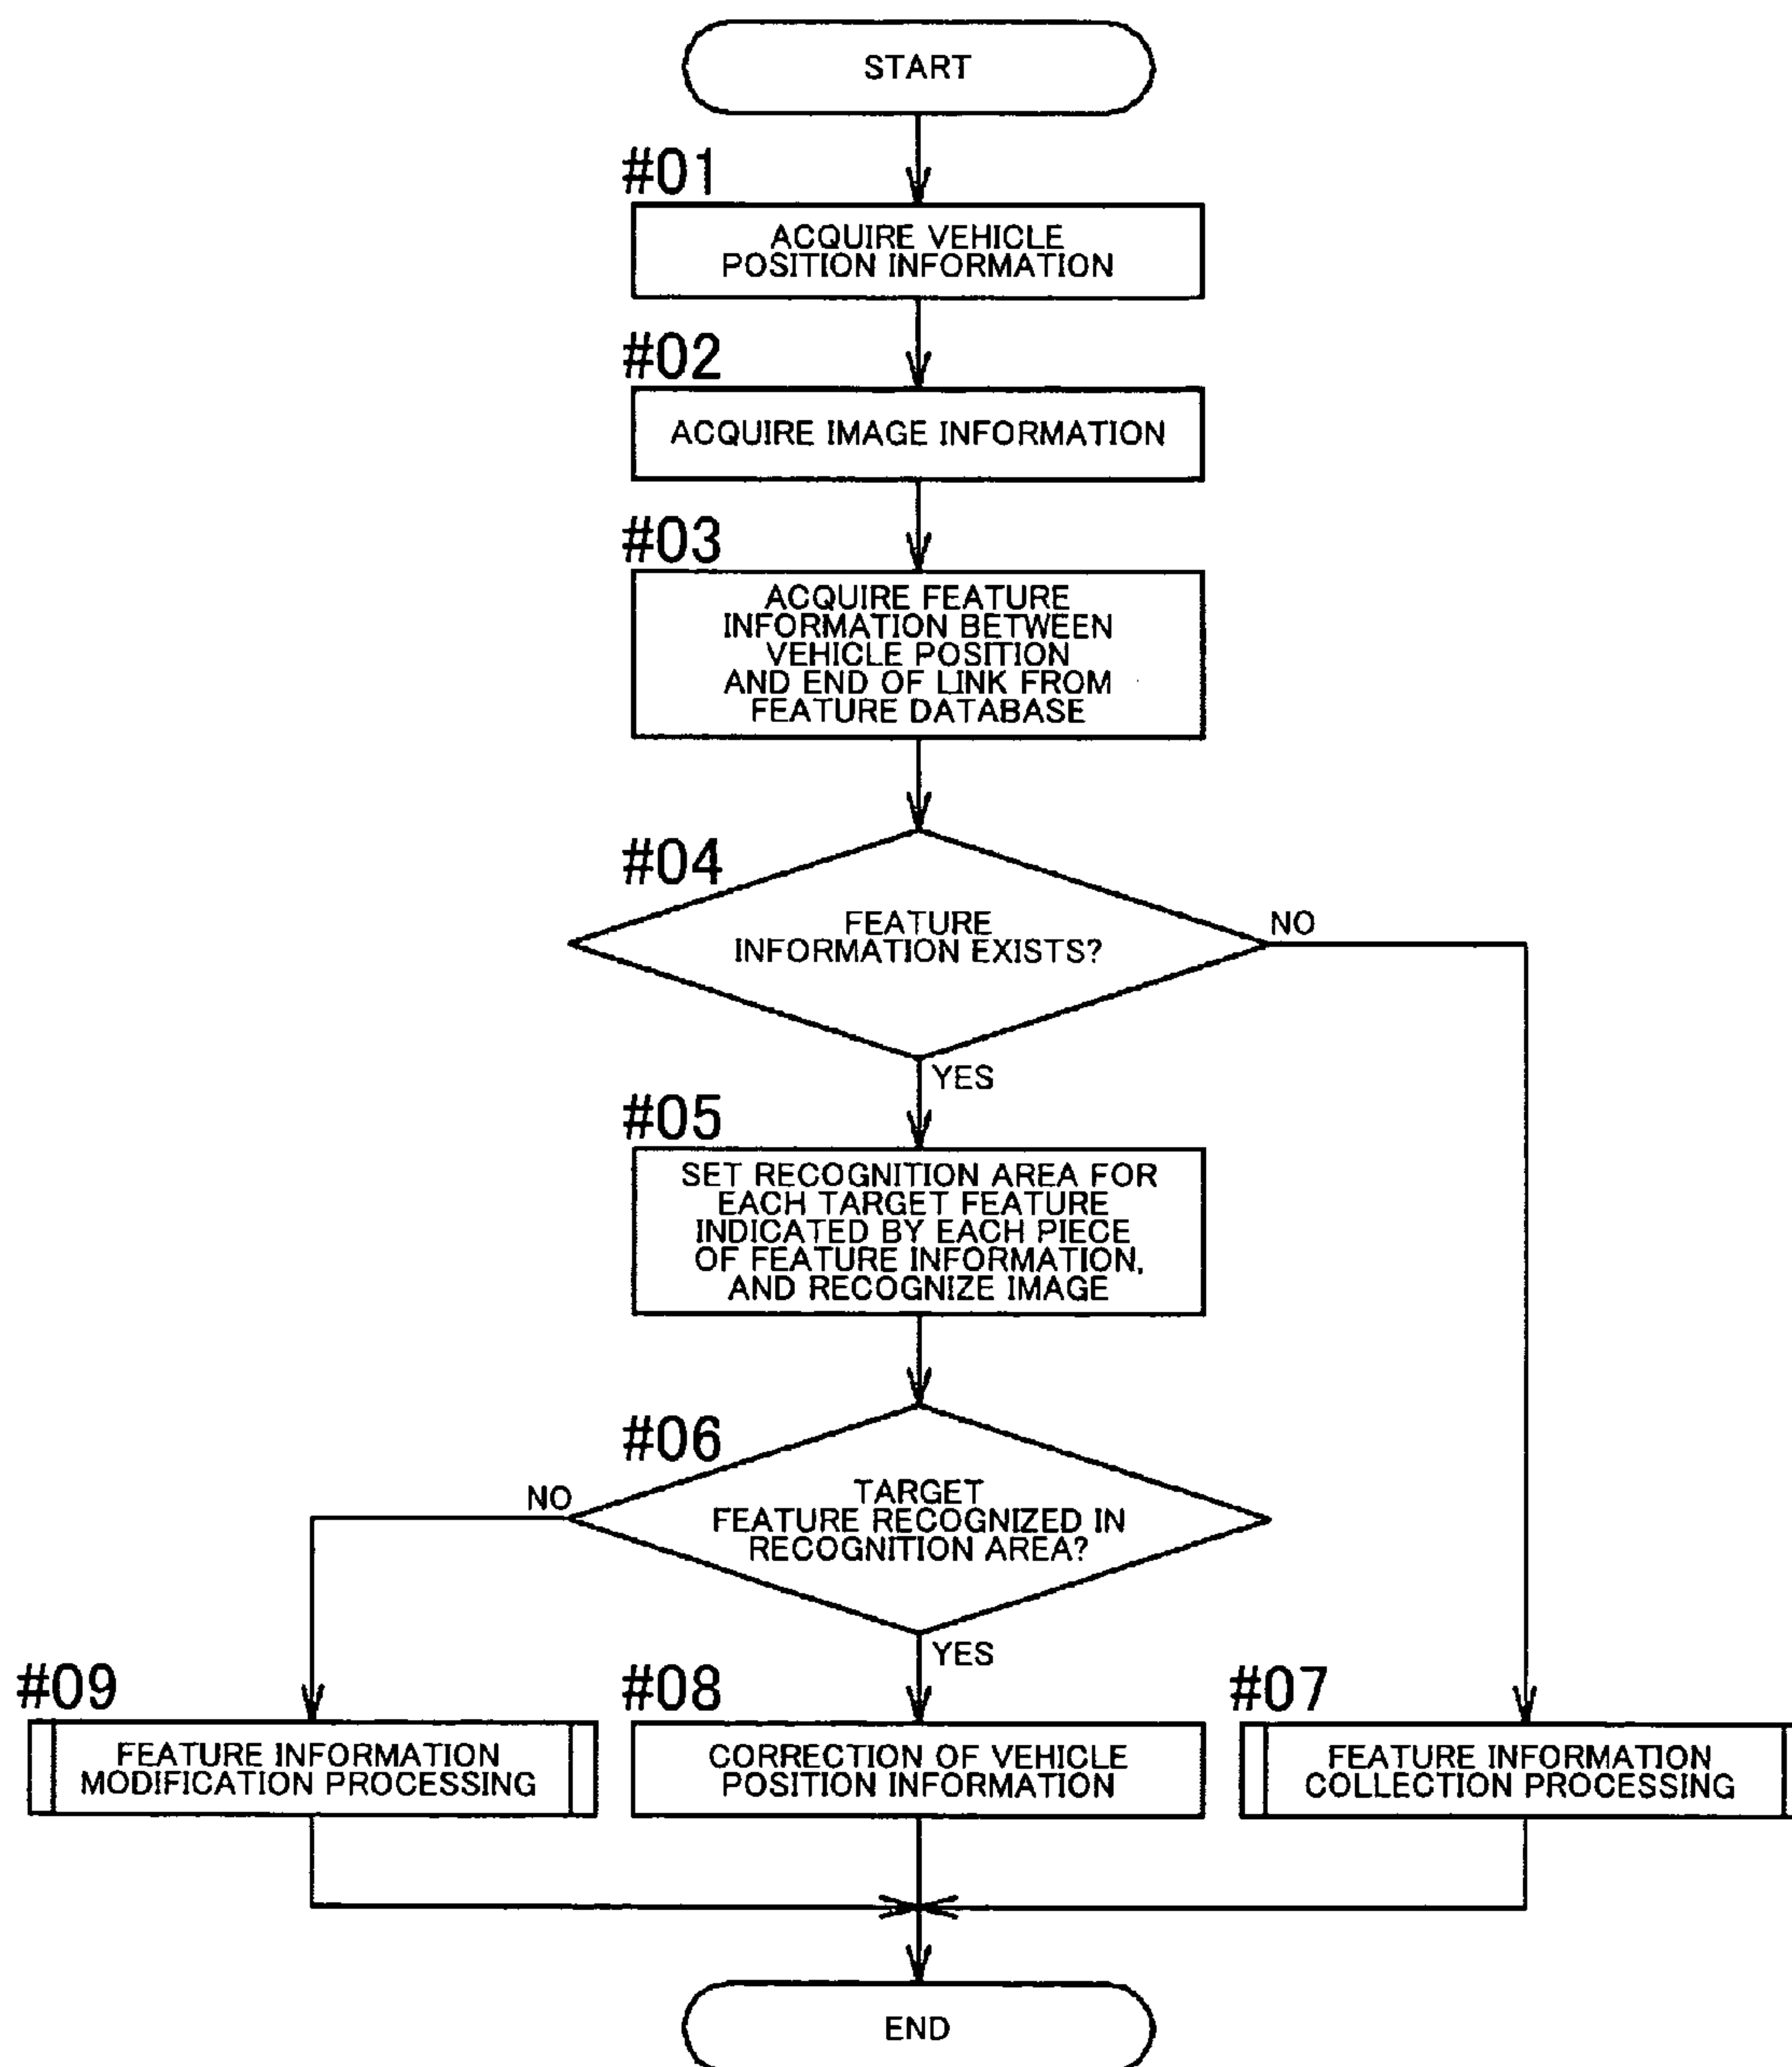 START
#01
ACQUIRE VEHICLE
POSITION INFORMATION
#02
ACQUIRE IMAGE INFORMATION
#03
ACQUIRE FEATURE
INFORMATION BETWEEN
VEHICLE POSITION
AND END OF LINK FROM
FEATURE DATABASE
#04
FEATURE
INFORMATION EXISTS?
NO
YES
#05
SET RECOGNITION AREA FOR
EACH TARGET FEATURE
INDICATED BY EACH PIECE
OF FEATURE INFORMATION,
AND RECOGNIZE IMAGE
#06
TARGET
FEATURE RECOGNIZED IN
RECOGNITION AREA?
NO
YES
#09
FEATURE INFORMATION
MODIFICATION PROCESSING
#08
CORRECTION OF VEHICLE
POSITION INFORMATION
#07
FEATURE INFORMATION
COLLECTION PROCESSING
END